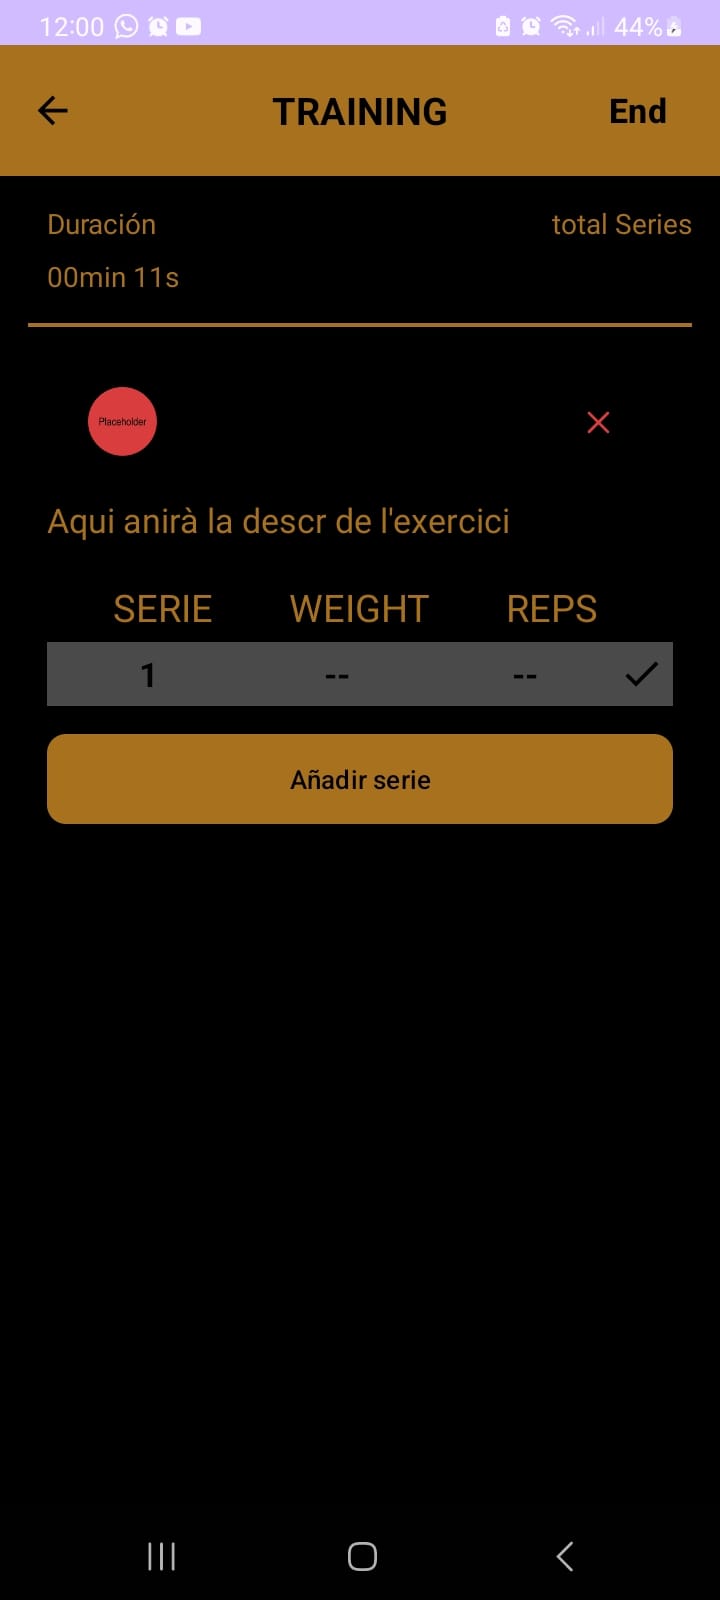 12:00 44%
TRAINING End
Duración total Series
00min 11s
Placeholder
Aqui anirà la descr de l'exercici
SERIE WEIGHT REPS
1 -- --
Añadir serie